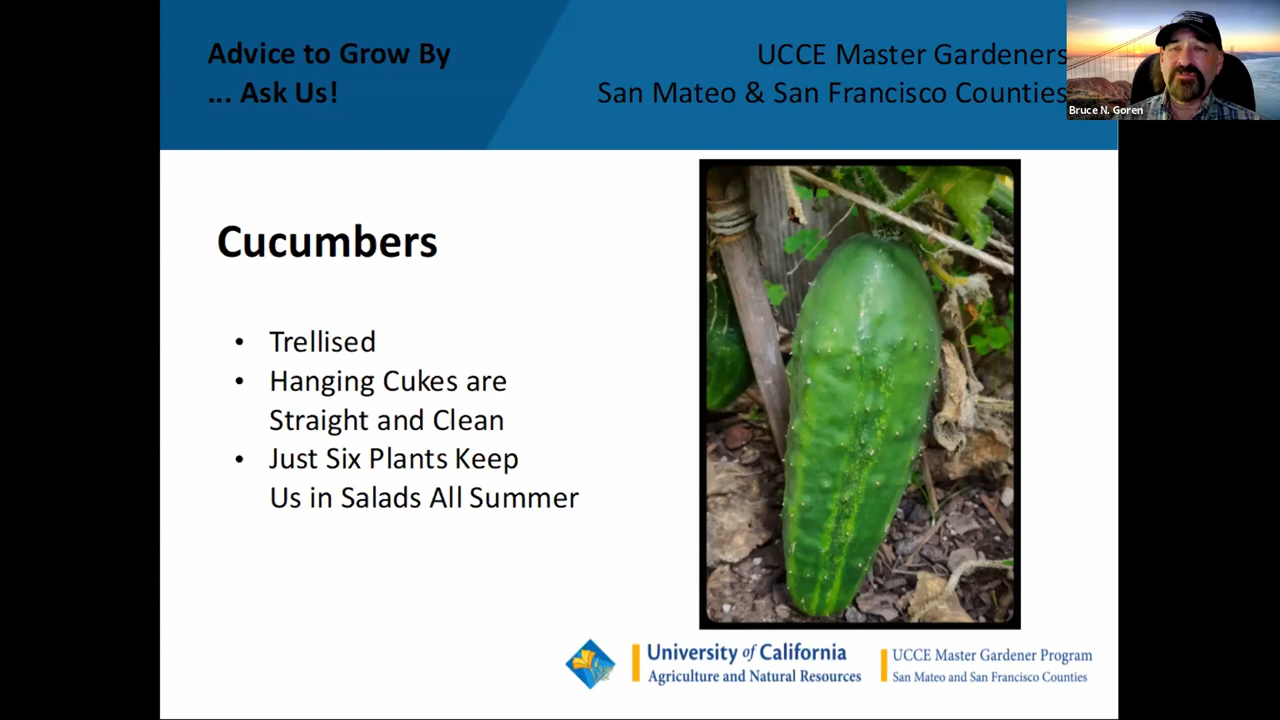 Advice to Grow By
... Ask Us!
UCCE Master Gardeners
San Mateo & San Francisco Counties
Bruce N. Goren
Cucumbers
• Trellised
• Hanging Cukes are
Straight and Clean
• Just Six Plants Keep
Us in Salads All Summer
University of California
Agriculture and Natural Resources
UCCE Master Gardener Program
San Mateo and San Francisco Counties